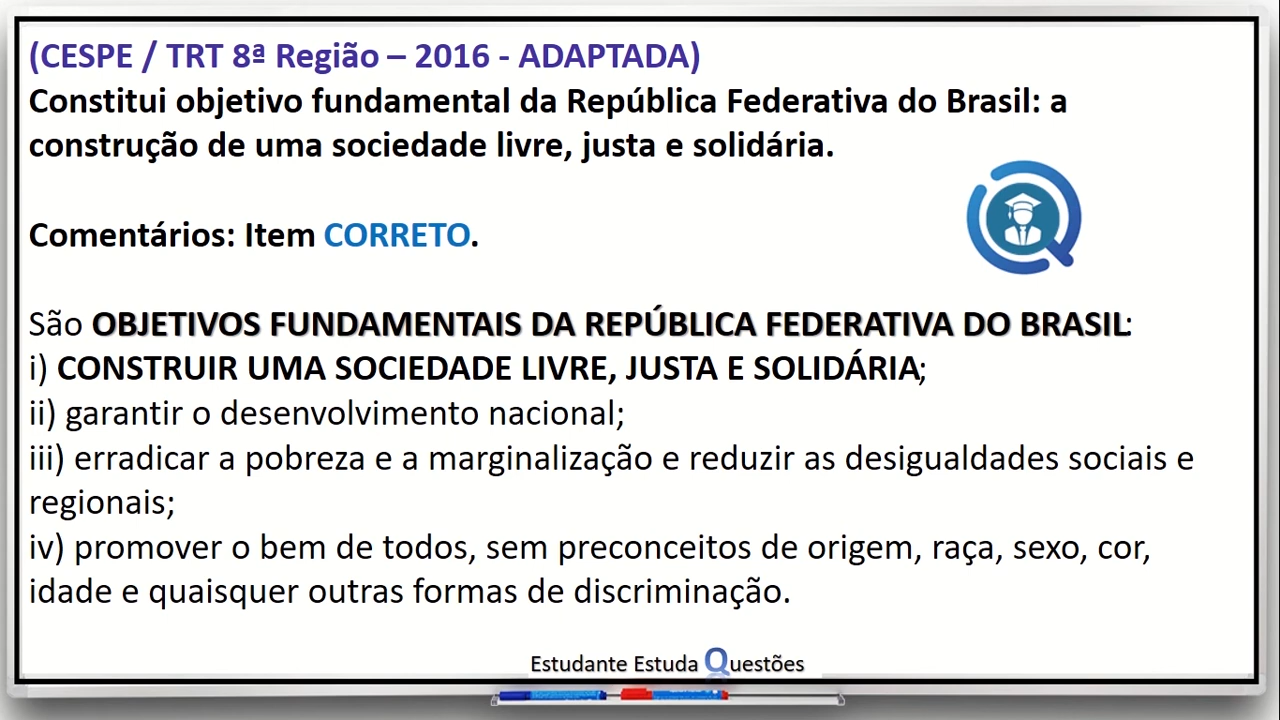 (CESPE / TRT 8ª Região – 2016 - ADAPTADA)
Constitui objetivo fundamental da República Federativa do Brasil: a
construção de uma sociedade livre, justa e solidária.
Comentários: Item CORRETO.
São OBJETIVOS FUNDAMENTAIS DA REPÚBLICA FEDERATIVA DO BRASIL:
i) CONSTRUIR UMA SOCIEDADE LIVRE, JUSTA E SOLIDÁRIA;
ii) garantir o desenvolvimento nacional;
iii) erradicar a pobreza e a marginalização e reduzir as desigualdades sociais e
regionais;
iv) promover o bem de todos, sem preconceitos de origem, raça, sexo, cor,
idade e quaisquer outras formas de discriminação.
Estudante Estuda Questões